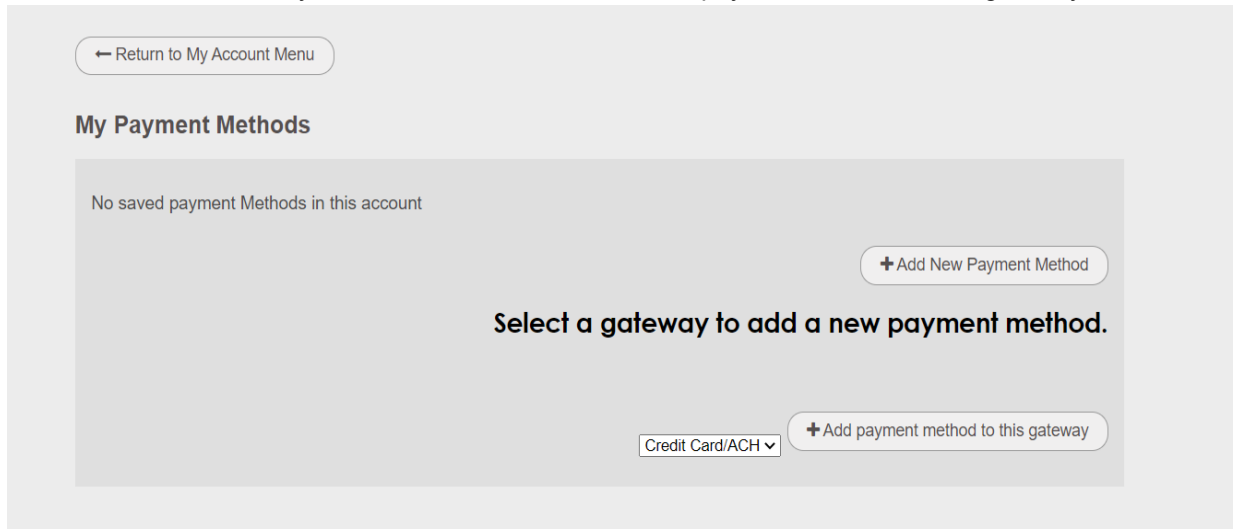 ← Return to My Account Menu
My Payment Methods
No saved payment Methods in this account
+ Add New Payment Method
Select a gateway to add a new payment method.
Credit Card/ACH
+ Add payment method to this gateway